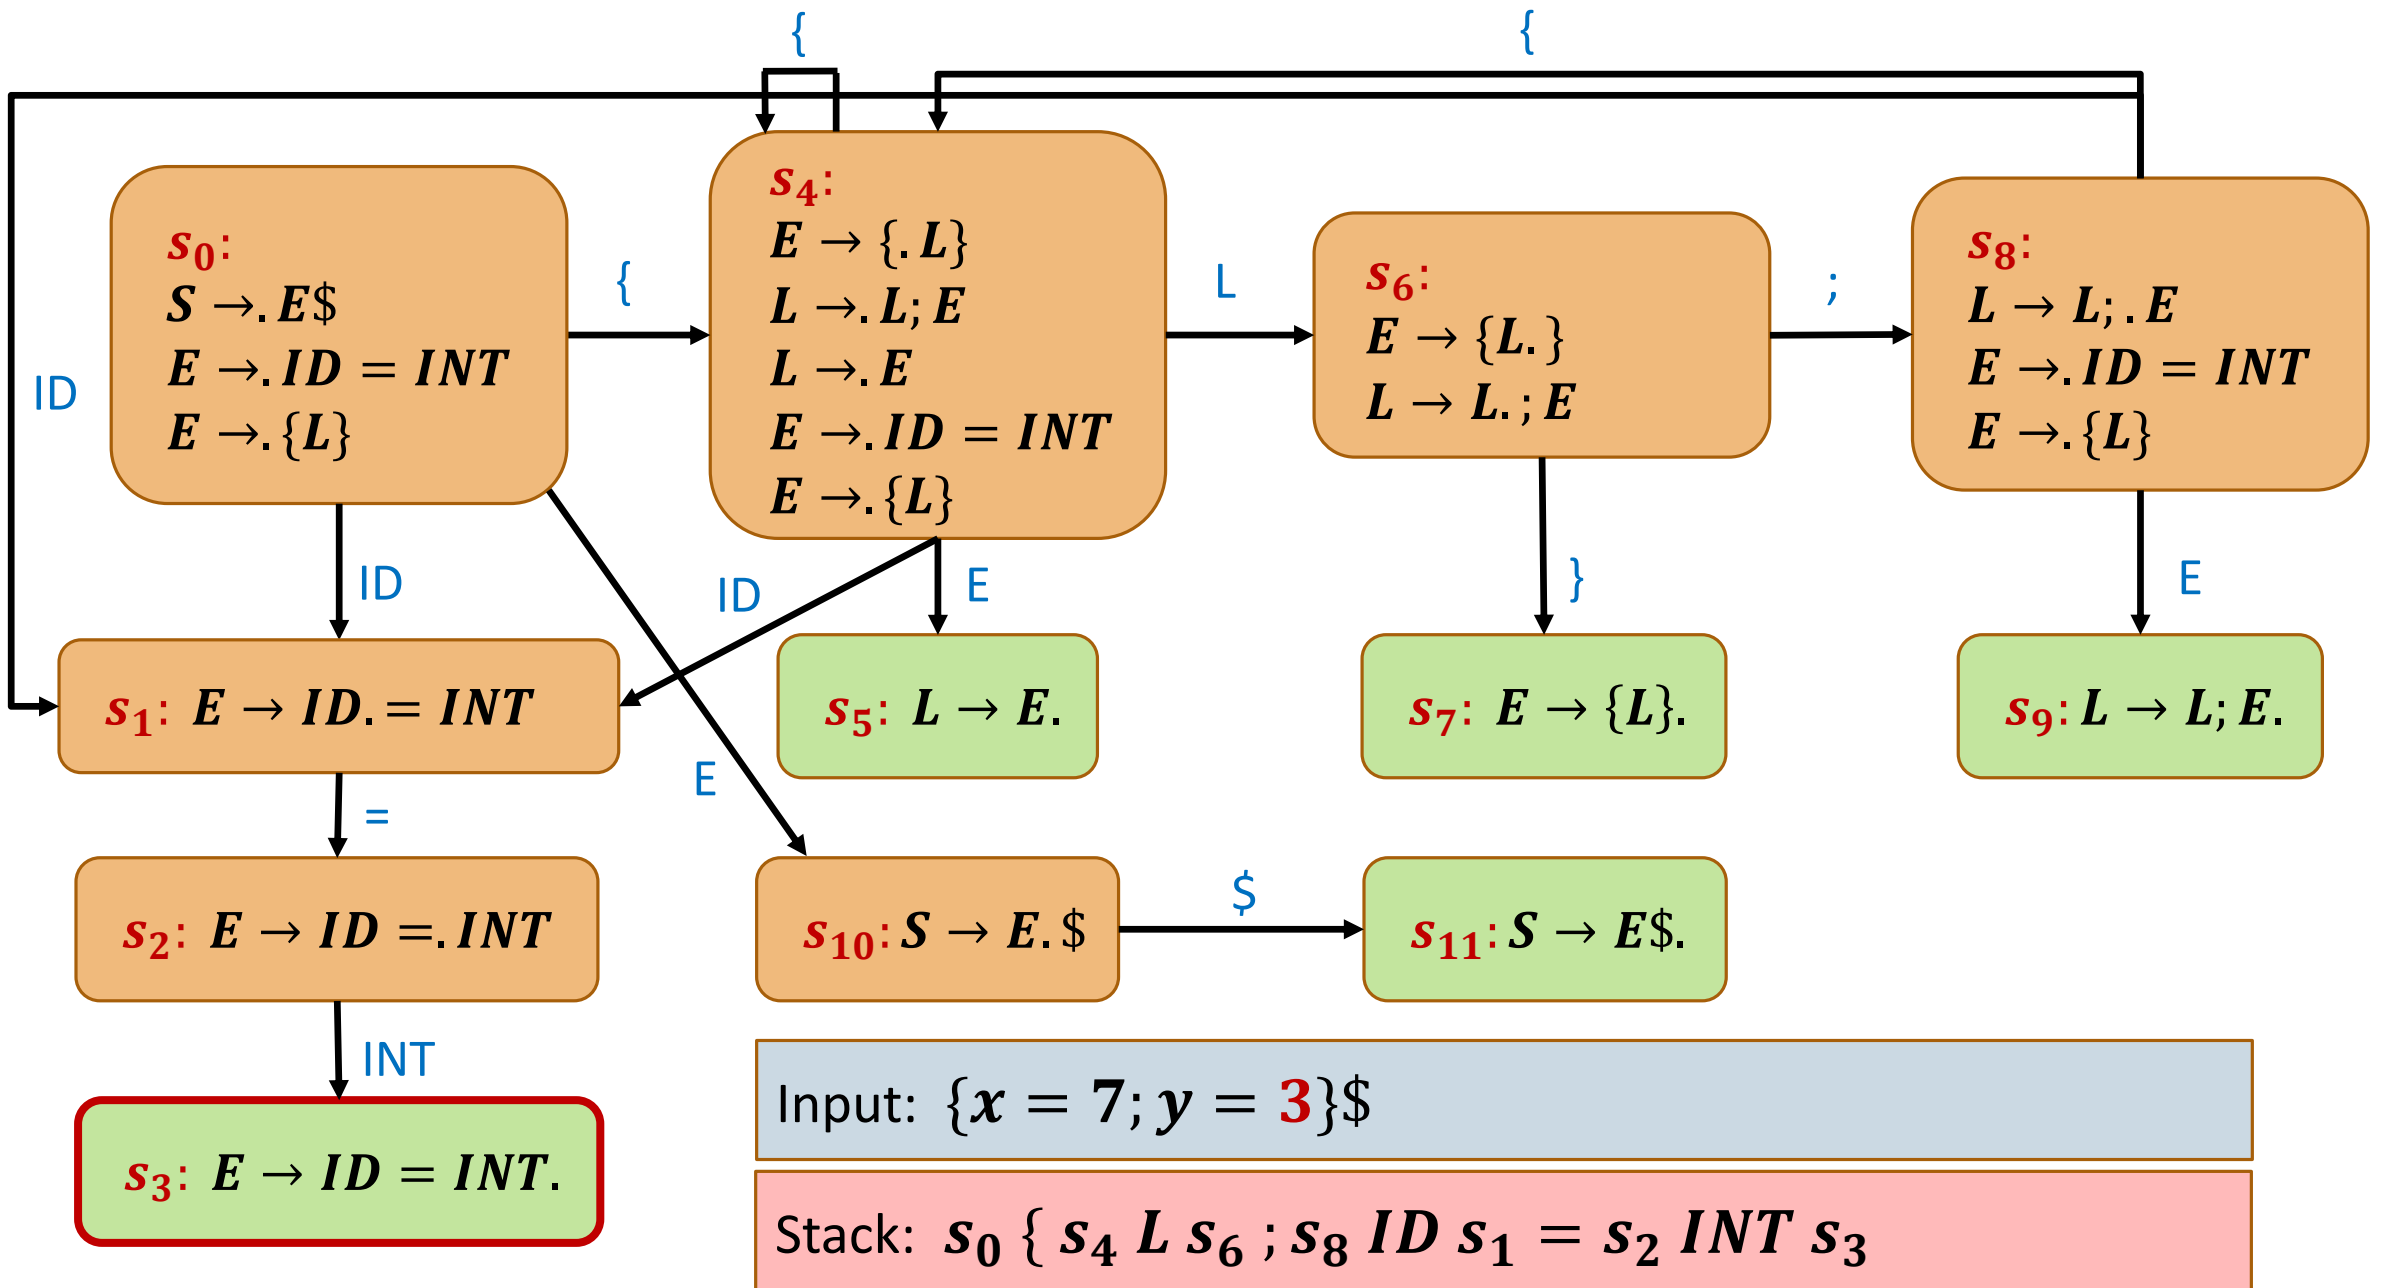 {
{
s₀:
S →. E$
E →. ID = INT
E →. {L}
{
s₄:
E → {. L}
L →. L; E
L →. E
E →. ID = INT
E →. {L}
L
s₆:
E → {L. }
L → L. ; E
;
s₈:
L → L; . E
E →. ID = INT
E →. {L}
ID
ID
ID
E
}
E
s₁: E → ID. = INT
s₅: L → E.
s₇: E → {L}.
s₉: L → L; E.
=
E
s₂: E → ID =. INT
s₁₀: S → E. $
$
s₁₁: S → E$.
INT
s₃: E → ID = INT.
Input: {x = 7; y = 3}$
Stack: s₀ { s₄ L s₆ ; s₈ ID s₁ = s₂ INT s₃